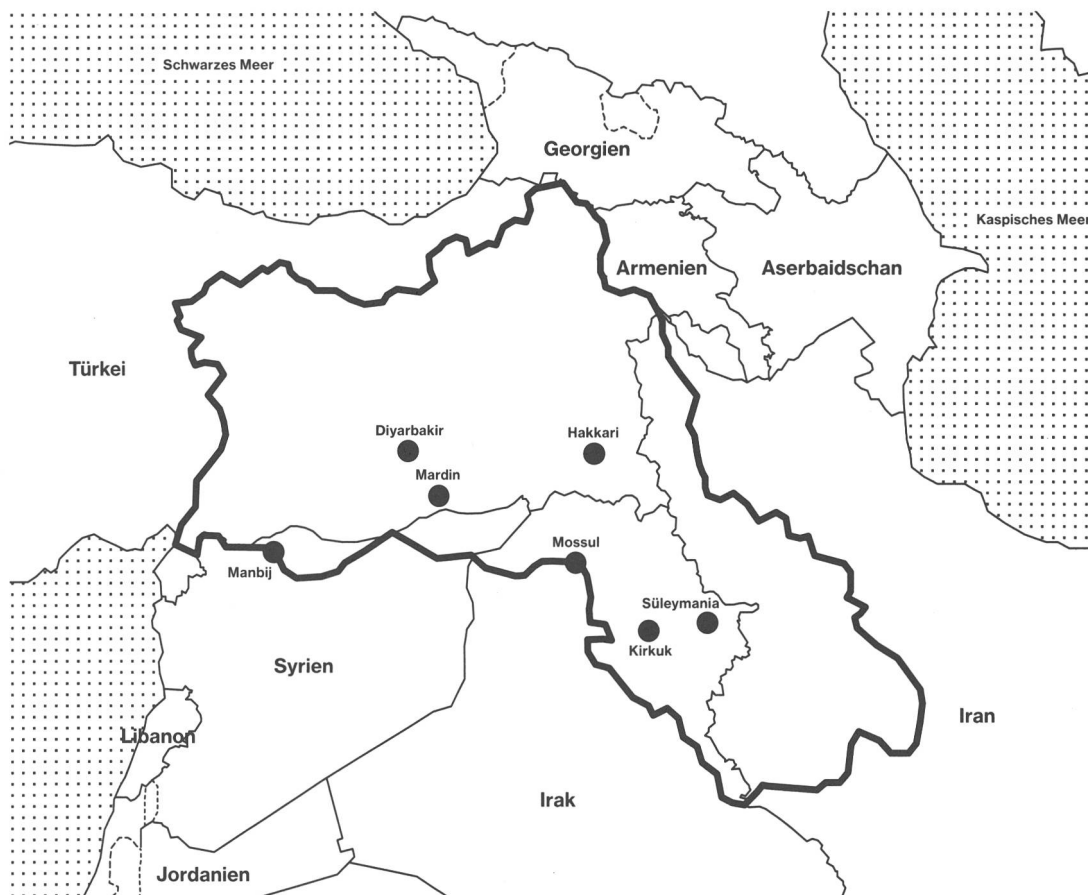 Schwarzes Meer
Georgien
Kaspisches Meer
Armenien
Aserbaidschan
Türkei
Diyarbakir
Hakkari
Mardin
Mossul
Manbij
Süleymania
Kirkuk
Syrien
Iran
Libanon
Irak
Jordanien